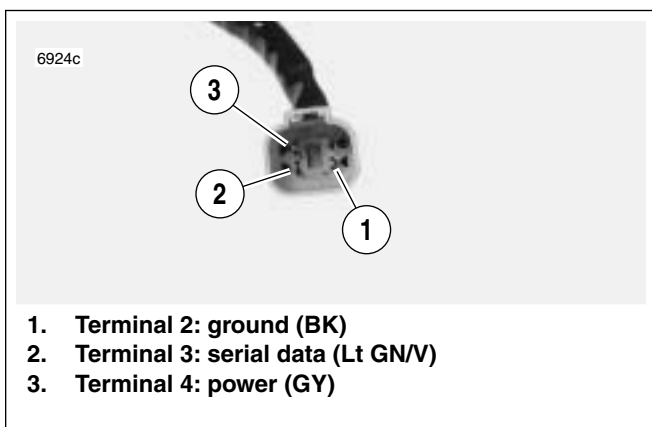 6924c
3
2
1
1. Terminal 2: ground (BK)
2. Terminal 3: serial data (Lt GN/V)
3. Terminal 4: power (GY)